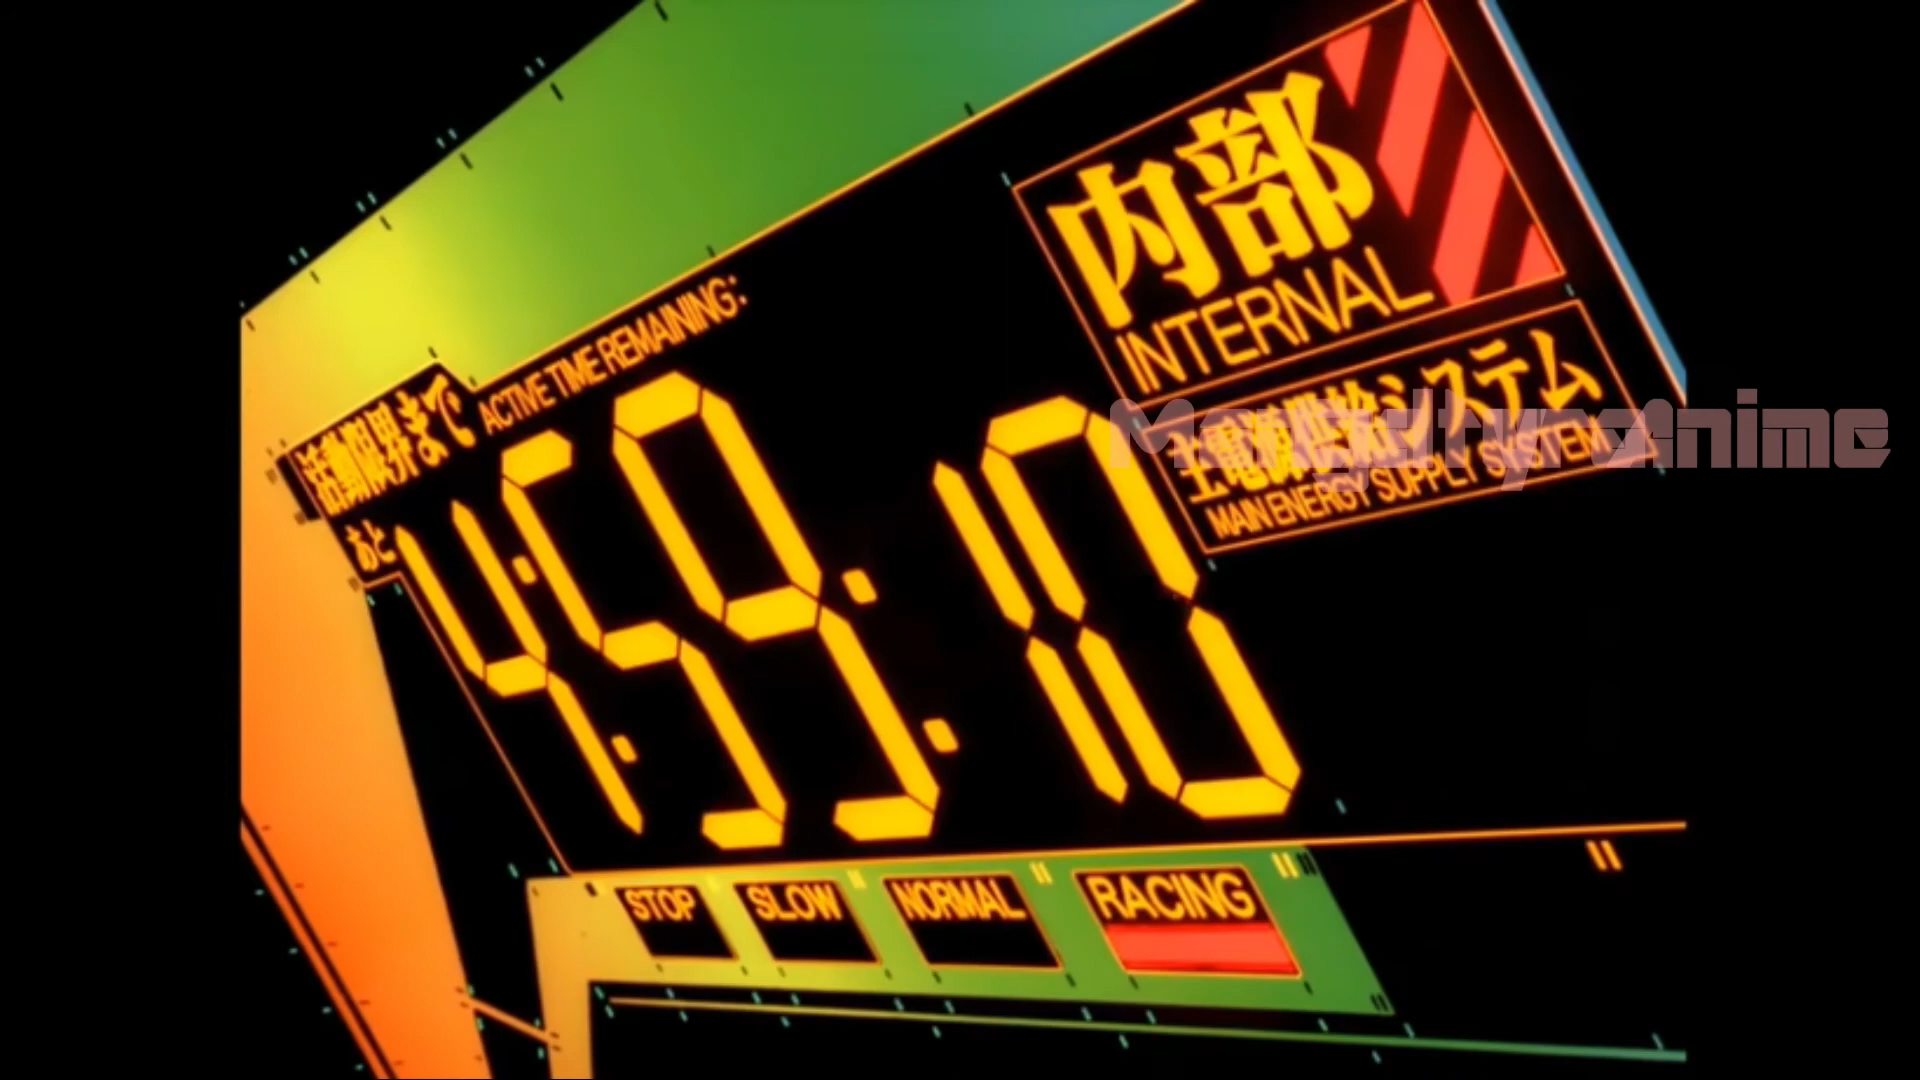 内部
INTERNAL
主電源供給システム
MAIN ENERGY SUPPLY SYSTEM
活動限界まで
ACTIVE TIME REMAINING:
あと
4:59:10
STOP
SLOW
NORMAL
RACING